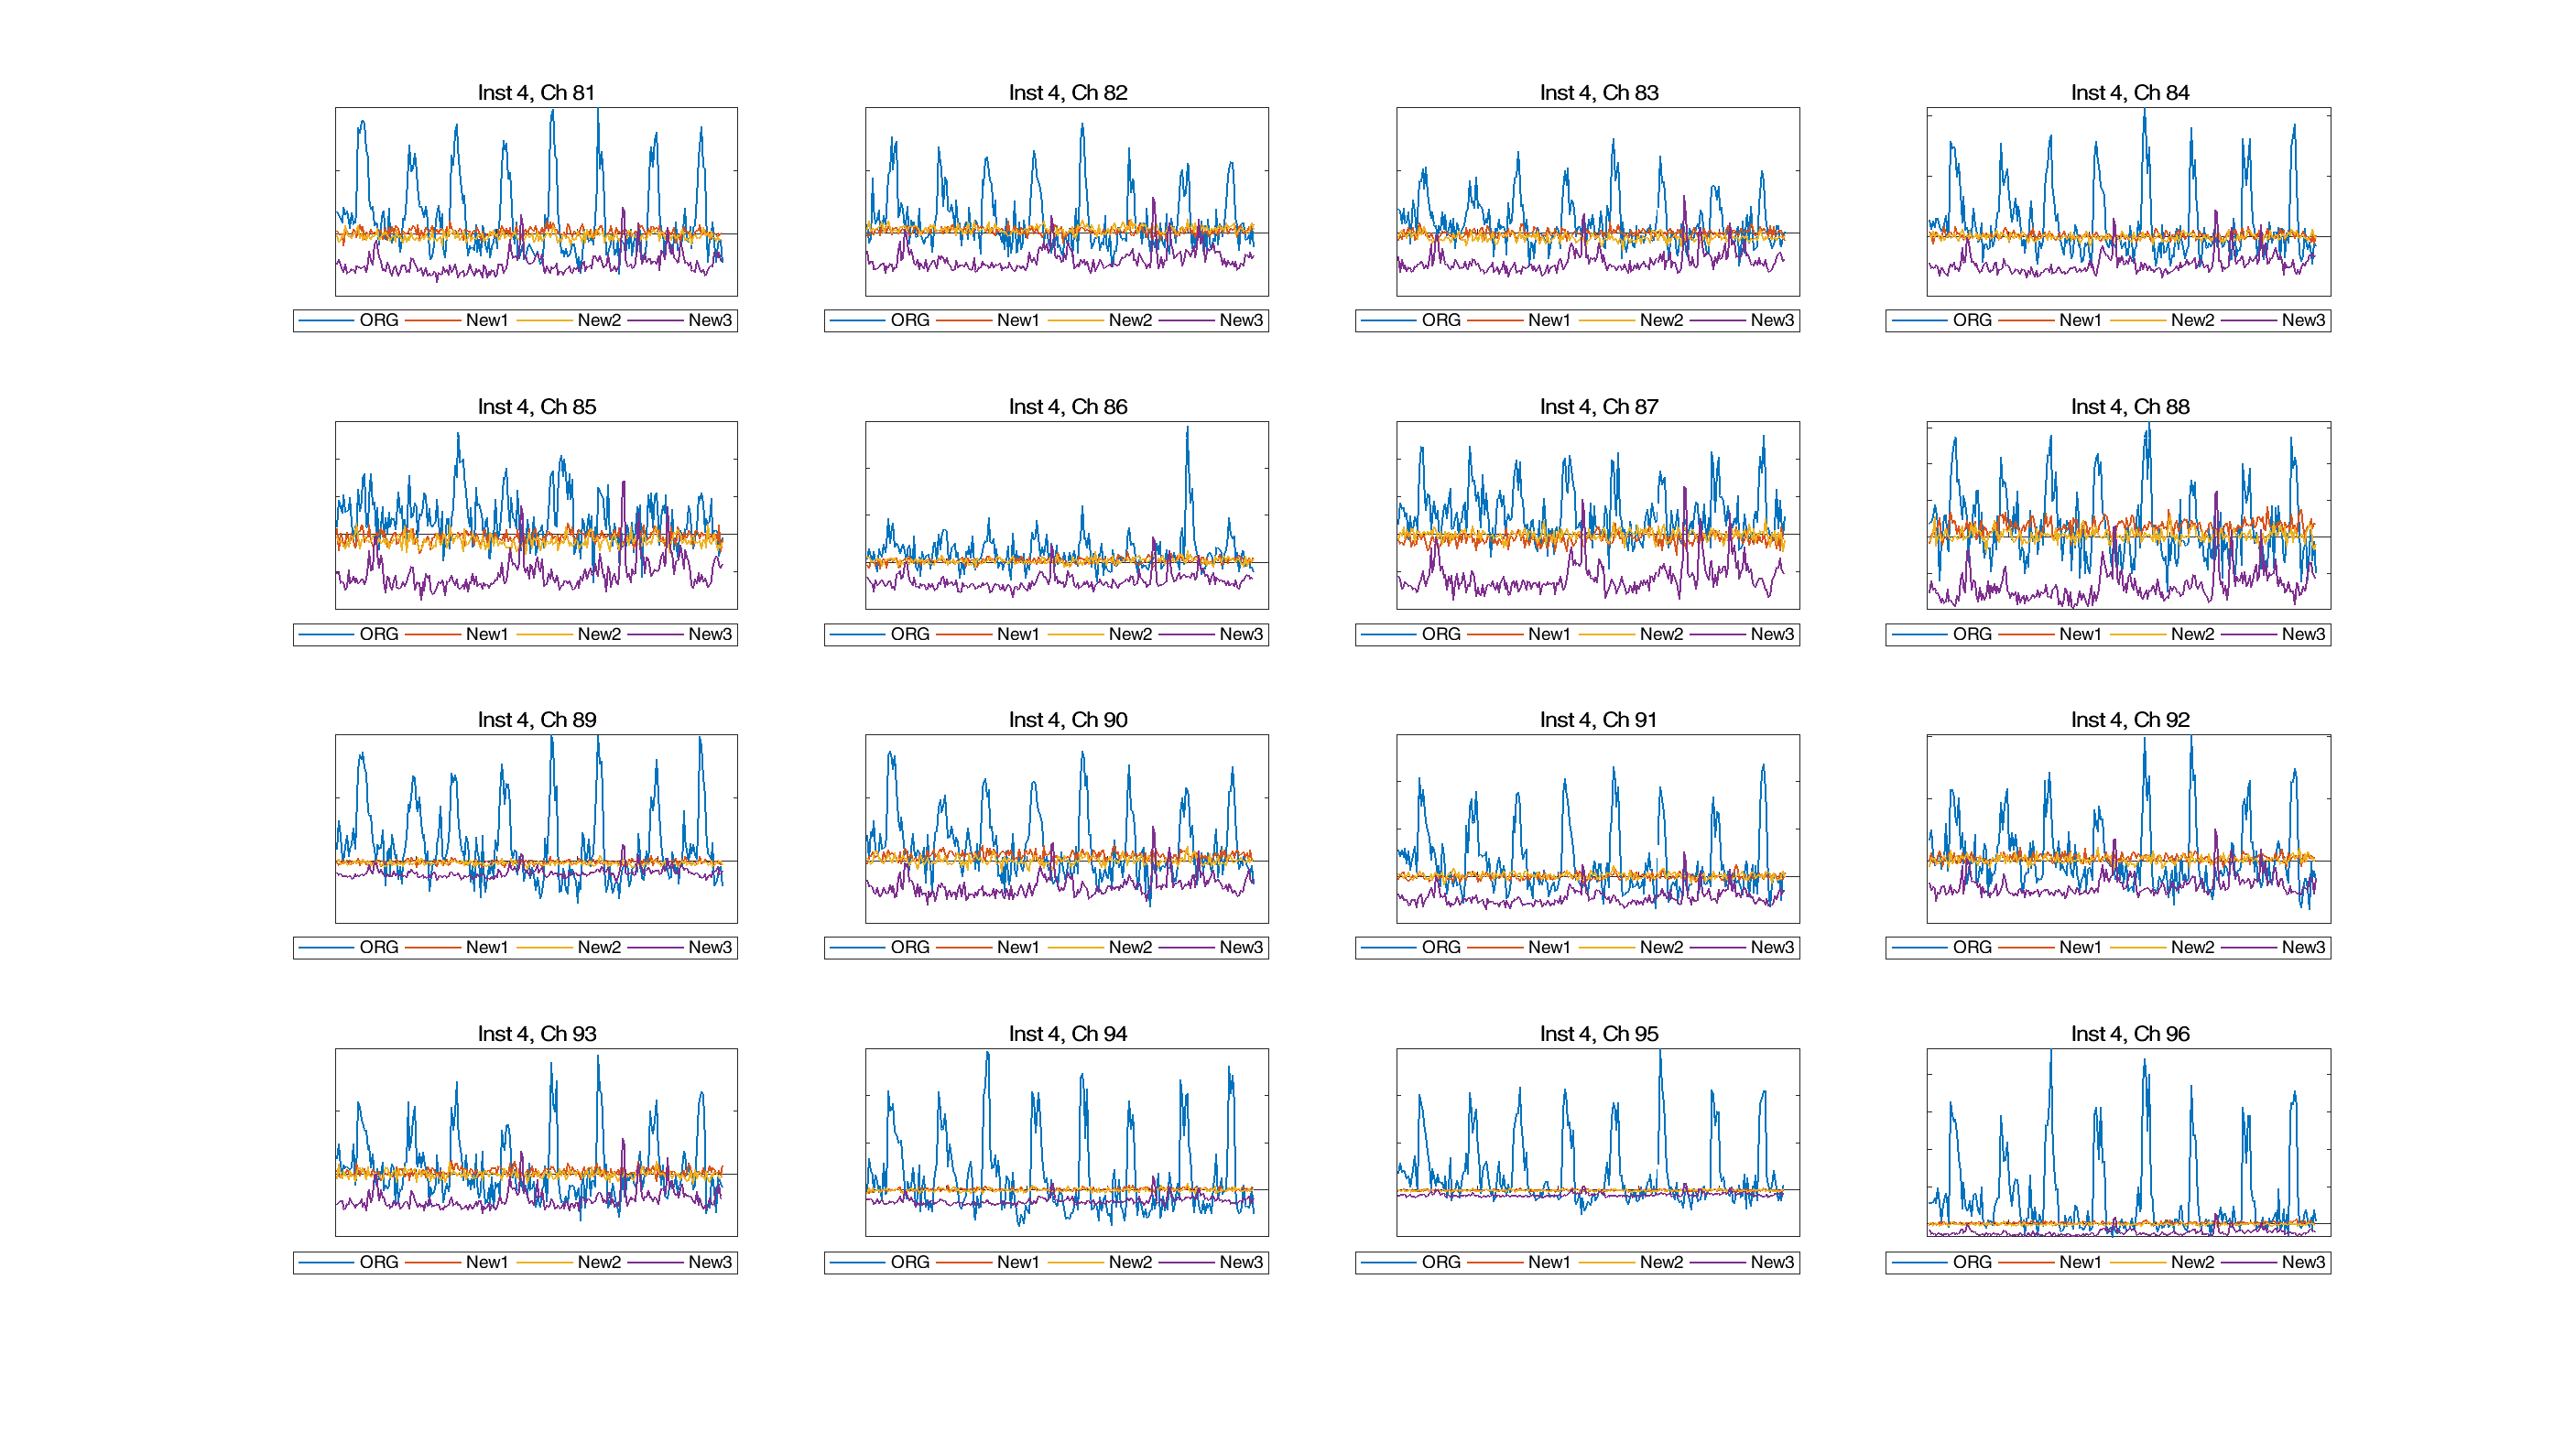 Inst 4, Ch 81
Inst 4, Ch 82
Inst 4, Ch 83
Inst 4, Ch 84
ORG New1 New2 New3
ORG New1 New2 New3
ORG New1 New2 New3
ORG New1 New2 New3
Inst 4, Ch 85
Inst 4, Ch 86
Inst 4, Ch 87
Inst 4, Ch 88
ORG New1 New2 New3
ORG New1 New2 New3
ORG New1 New2 New3
ORG New1 New2 New3
Inst 4, Ch 89
Inst 4, Ch 90
Inst 4, Ch 91
Inst 4, Ch 92
ORG New1 New2 New3
ORG New1 New2 New3
ORG New1 New2 New3
ORG New1 New2 New3
Inst 4, Ch 93
Inst 4, Ch 94
Inst 4, Ch 95
Inst 4, Ch 96
ORG New1 New2 New3
ORG New1 New2 New3
ORG New1 New2 New3
ORG New1 New2 New3